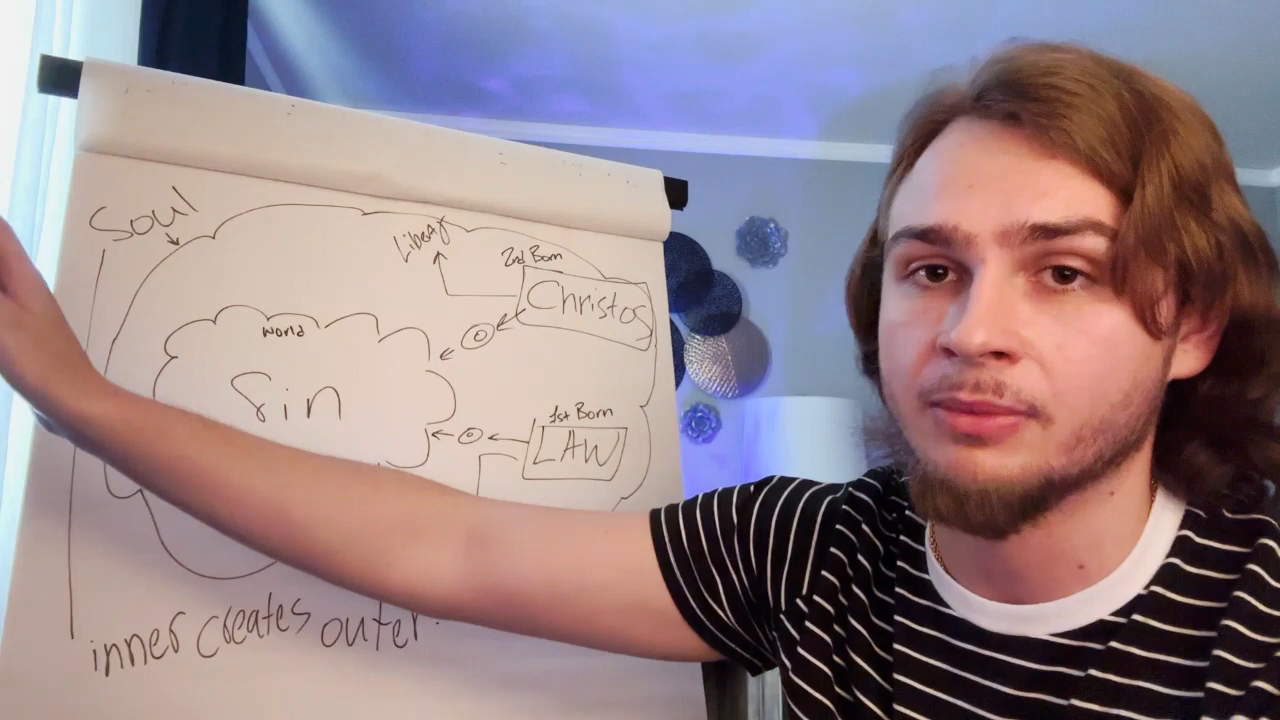 Soul
Liberty
2nd Born
Christos
World
Sin
1st Born
LAW
inner creates outer.